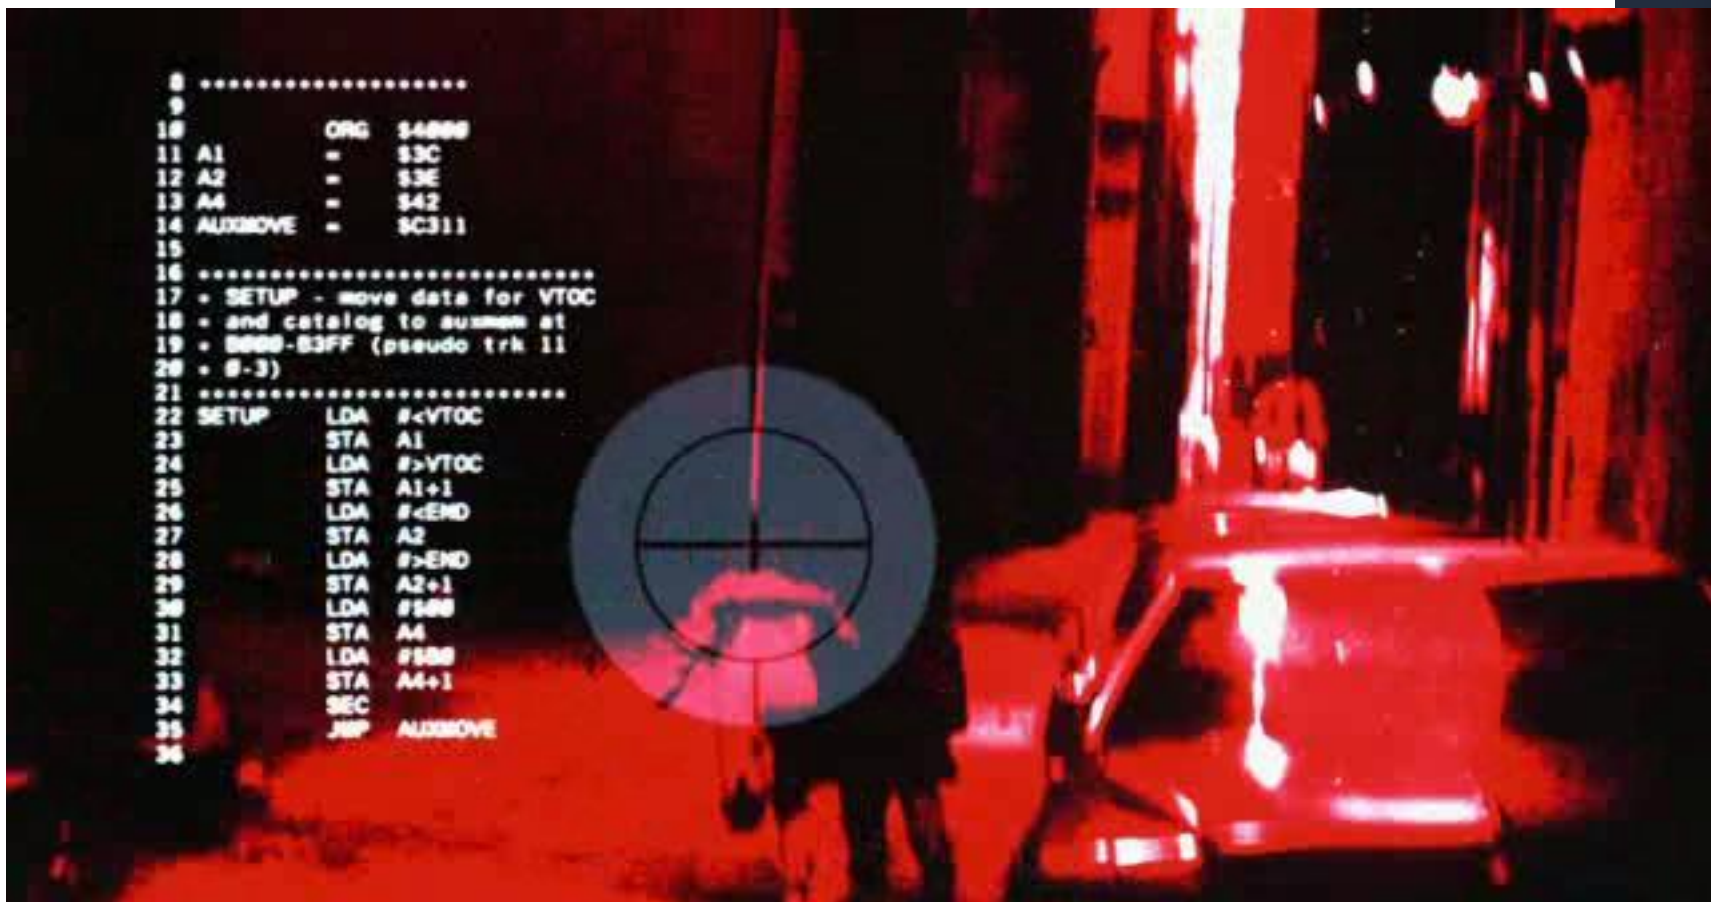 8 *******************
9
10 ORG $4000
11 A1 = $3C
12 A2 = $3E
13 A4 = $42
14 AUXMOVE = $C311
15
16 ****************************
17 * SETUP - move data for VTOC
18 * and catalog to auxmem at
19 * B000-B3FF (pseudo trk 11
20 * 0-3)
21 **************************
22 SETUP LDA #<VTOC
23 STA A1
24 LDA #>VTOC
25 STA A1+1
26 LDA #<END
27 STA A2
28 LDA #>END
29 STA A2+1
30 LDA #$00
31 STA A4
32 LDA #$B0
33 STA A4+1
34 SEC
35 JMP AUXMOVE
36